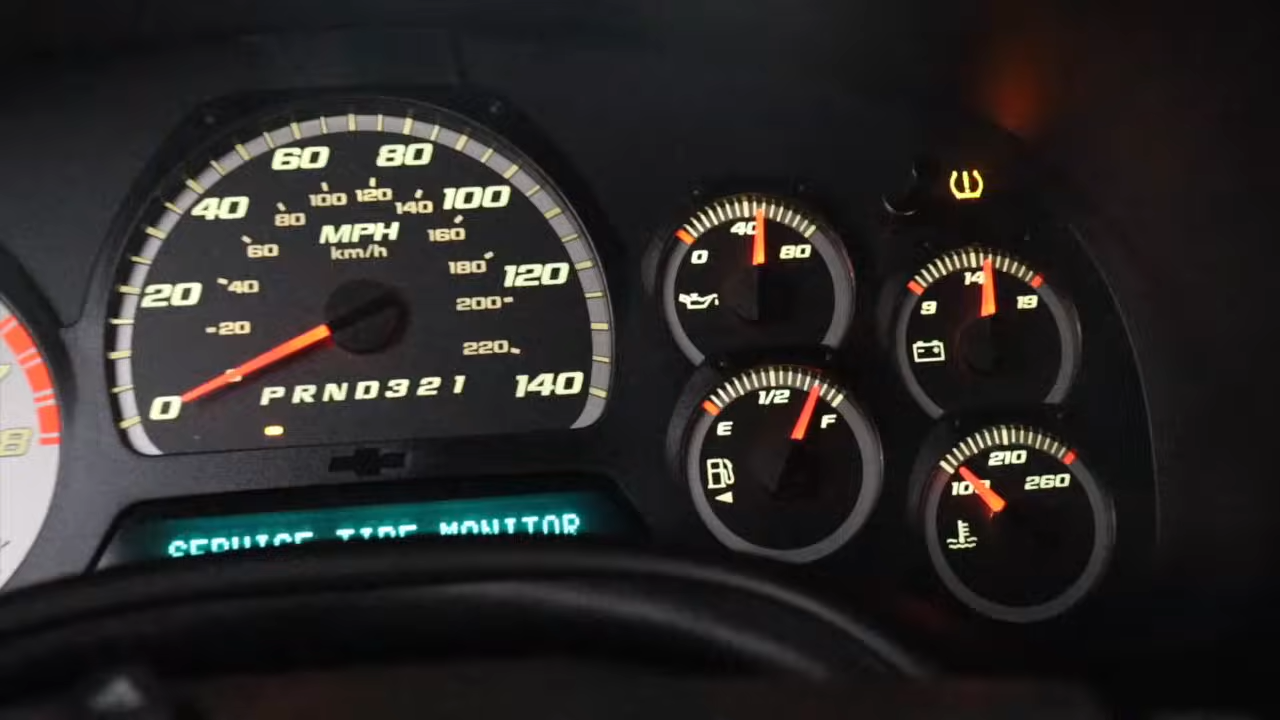 60 80
40 100
100 120 140
80 160
MPH
km/h
60 180
20 40 120
20 200
220
0 PRND321 140
8
SERVICE TIRE MONITOR
0 40 80
9 14 19
E 1/2 F
100 210 260